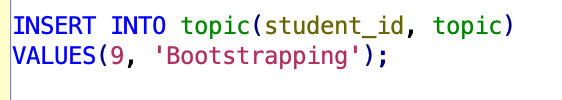 INSERT INTO topic(student_id, topic)
VALUES(9, 'Bootstrapping');